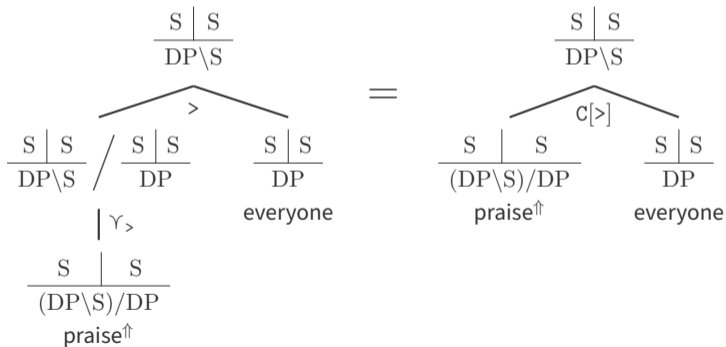 S | S S | S
DP\S DP\S
> = C[>]
S | S / S | S S | S S | S S | S
DP\S DP DP (DP\S)/DP DP
everyone praise⇑ everyone
| ϒ>
S | S
(DP\S)/DP
praise⇑